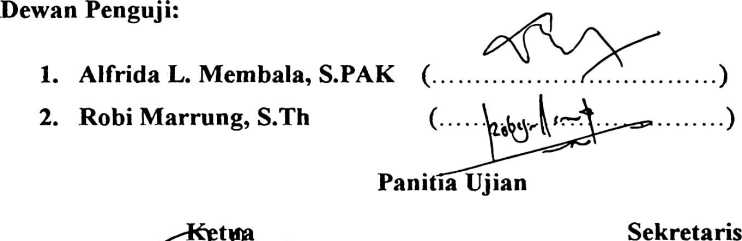 Dewan Penguji:
1. Alfrida L. Membala, S.PAK (................................)
2. Robi Marrung, S.Th (................................)
Panitia Ujian
Ketua Sekretaris